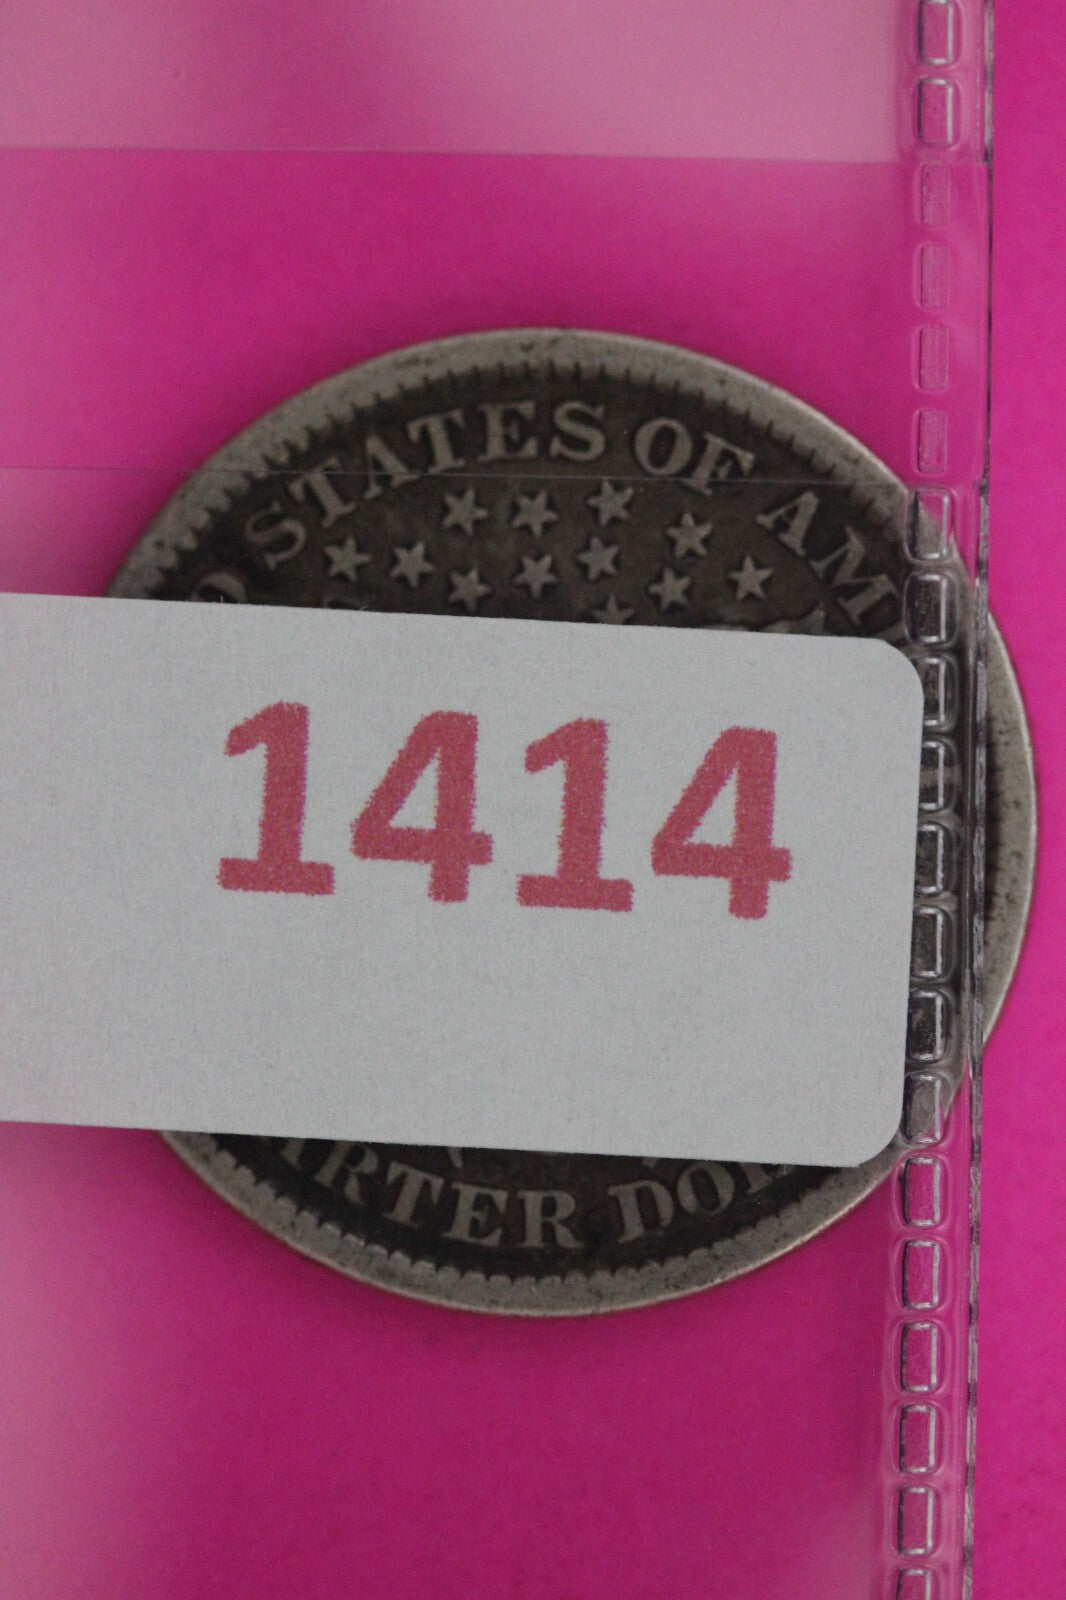 STATES OF AM
1414
RTER DO